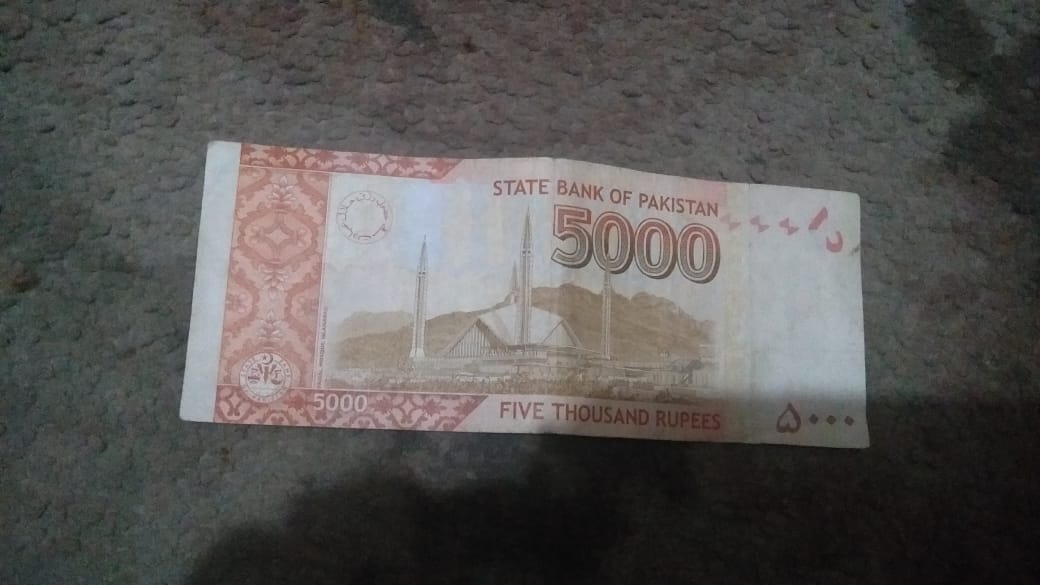 STATE BANK OF PAKISTAN
5000
5000
FIVE THOUSAND RUPEES
۵۰۰۰